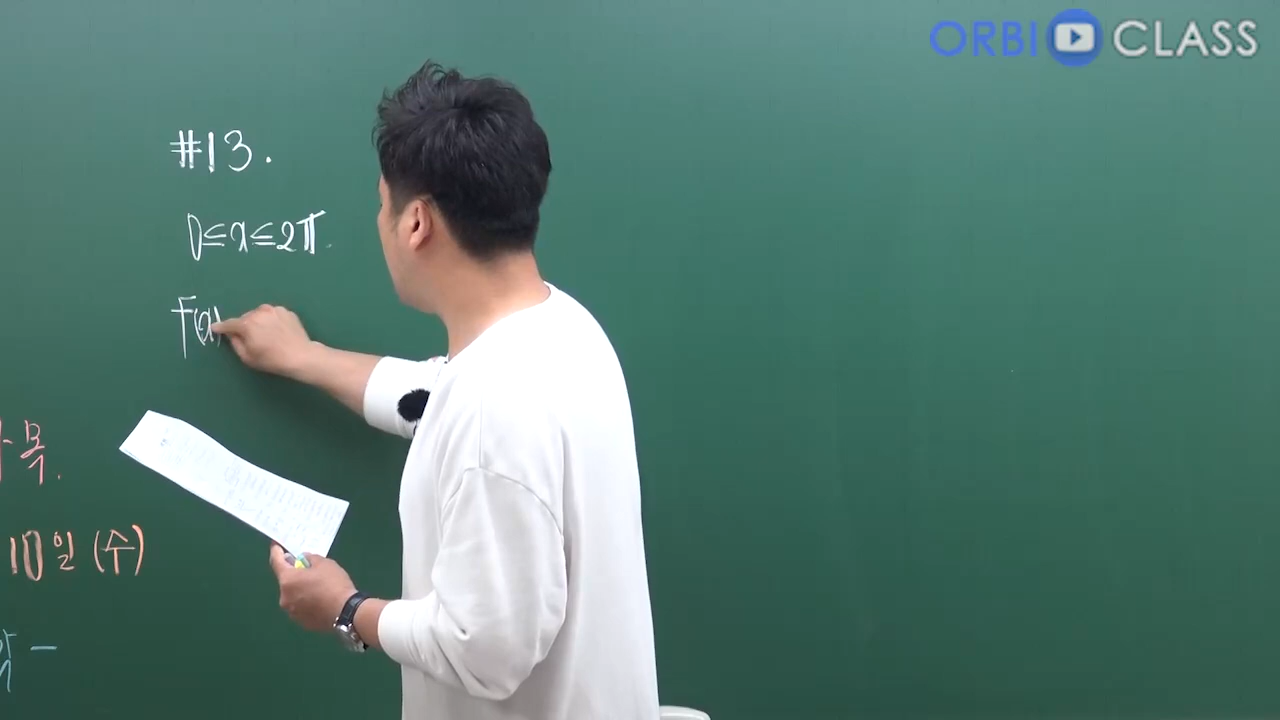 ORBI CLASS
#13.
0≤x≤2π.
f(x)
목.
10일 (수)